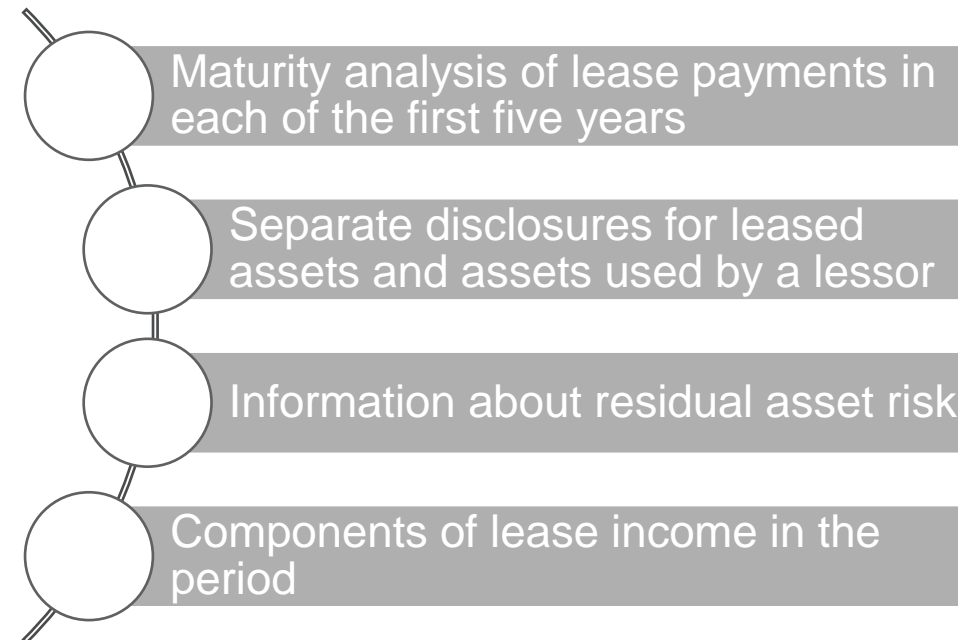 Maturity analysis of lease payments in
each of the first five years
Separate disclosures for leased
assets and assets used by a lessor
Information about residual asset risk
Components of lease income in the
period